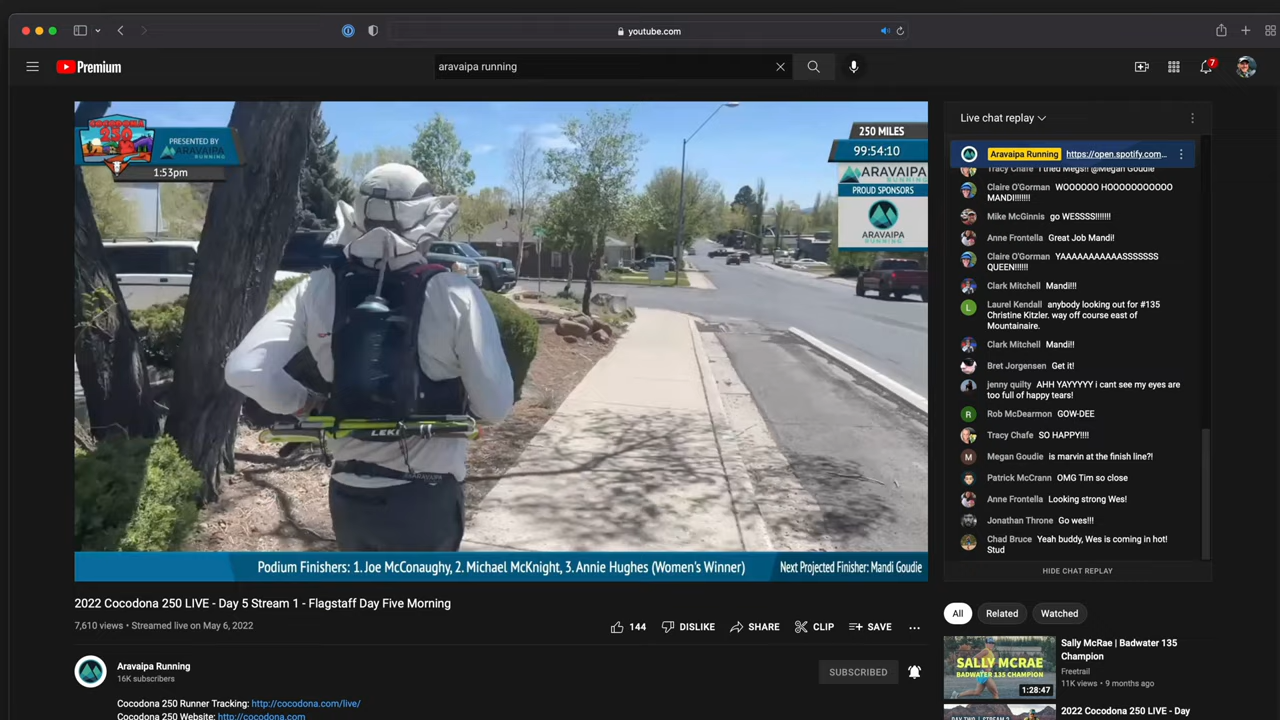 youtube.com
Premium
aravaipa running
7
COCODONA
250
PRESENTED BY
ARAVAIPA
RUNNING
1:53pm
250 MILES
99:54:10
ARAVAIPA
RUNNING
PROUD SPONSORS
ARAVAIPA
RUNNING
LEKI
ARAVAIPA
Podium Finishers: 1. Joe McConaughy, 2. Michael McKnight, 3. Annie Hughes (Women's Winner)
Next Projected Finisher: Mandi Goudie
2022 Cocodona 250 LIVE - Day 5 Stream 1 - Flagstaff Day Five Morning
7,610 views • Streamed live on May 6, 2022
144
DISLIKE
SHARE
CLIP
SAVE
Aravaipa Running
16K subscribers
SUBSCRIBED
Cocodona 250 Runner Tracking: http://cocodona.com/live/
Cocodona 250 Website: http://cocodona.com
Live chat replay
Aravaipa Running https://open.spotify.com...
Tracy Chafe I tried Megs!! @Megan Goudie
Claire O'Gorman WOOOOOO HOOOOOOOOOOO
MANDI!!!!!!!
Mike McGinnis go WESSSS!!!!!!!
Anne Frontella Great Job Mandi!
Claire O'Gorman YAAAAAAAAAAASSSSSSS
QUEEN!!!!!!
Clark Mitchell Mandi!!!
L
Laurel Kendall anybody looking out for #135
Christine Kitzler. way off course east of
Mountainaire.
Clark Mitchell Mandi!!
Bret Jorgensen Get it!
jenny quilty AHH YAYYYYY i cant see my eyes are
too full of happy tears!
R
Rob McDearmon GOW-DEE
Tracy Chafe SO HAPPY!!!!
M
Megan Goudie is marvin at the finish line?!
Patrick McCrann OMG Tim so close
Anne Frontella Looking strong Wes!
Jonathan Throne Go wes!!!
Chad Bruce Yeah buddy, Wes is coming in hot!
Stud
HIDE CHAT REPLAY
All
Related
Watched
SALLY MCRAE
BADWATER 135
CHAMPION
1:28:47
Sally McRae | Badwater 135
Champion
Freetrail
11K views • 9 months ago
2022 Cocodona 250 LIVE - Day